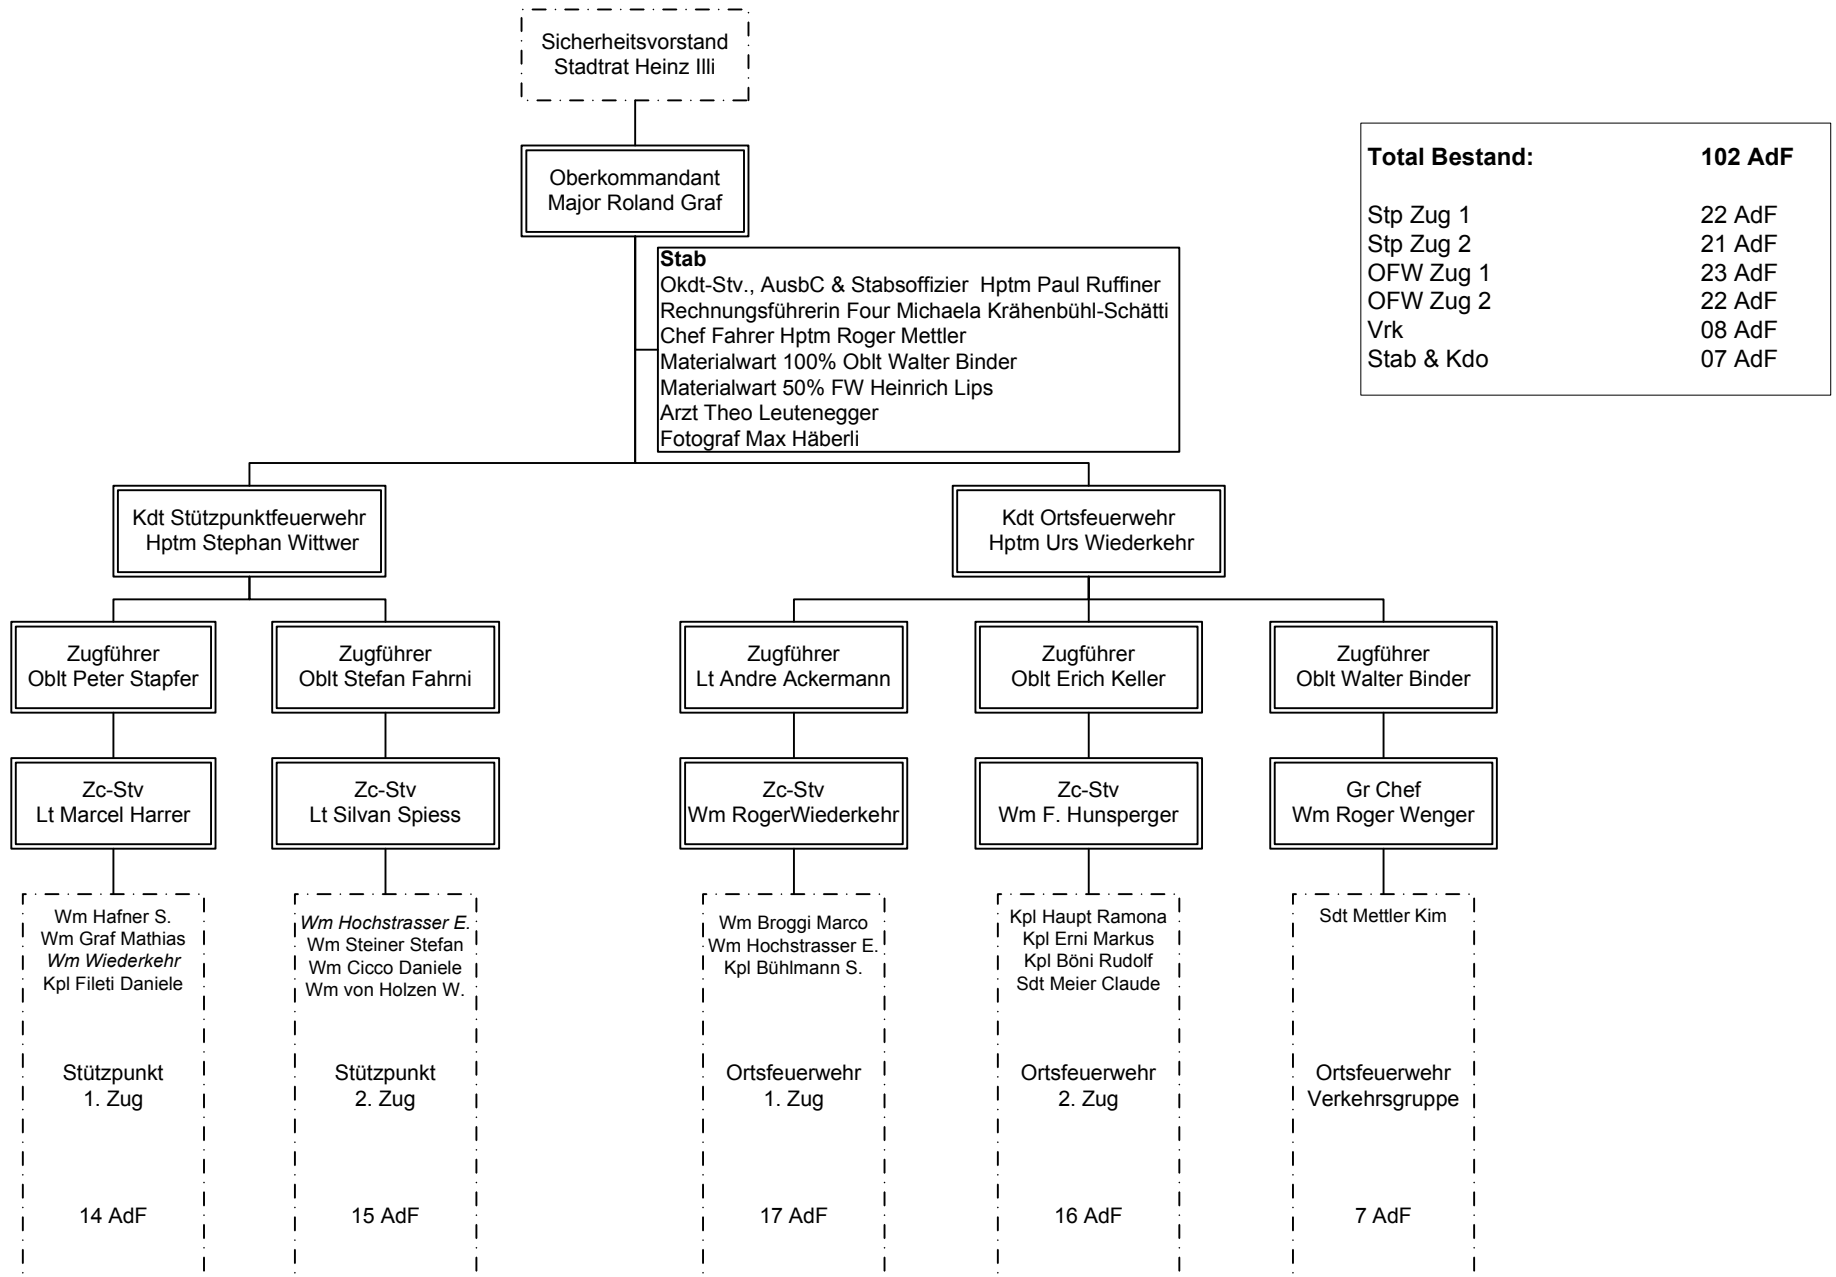 Sicherheitsvorstand
Stadtrat Heinz Illi
Oberkommandant
Major Roland Graf
Total Bestand: 102 AdF
Stp Zug 1 22 AdF
Stp Zug 2 21 AdF
OFW Zug 1 23 AdF
OFW Zug 2 22 AdF
Vrk 08 AdF
Stab & Kdo 07 AdF
Stab
Okdt-Stv., AusbC & Stabsoffizier Hptm Paul Ruffiner
Rechnungsführerin Four Michaela Krähenbühl-Schätti
Chef Fahrer Hptm Roger Mettler
Materialwart 100% Oblt Walter Binder
Materialwart 50% FW Heinrich Lips
Arzt Theo Leutenegger
Fotograf Max Häberli
Kdt Stützpunktfeuerwehr
Hptm Stephan Wittwer
Kdt Ortsfeuerwehr
Hptm Urs Wiederkehr
Zugführer
Oblt Peter Stapfer
Zugführer
Oblt Stefan Fahrni
Zugführer
Lt Andre Ackermann
Zugführer
Oblt Erich Keller
Zugführer
Oblt Walter Binder
Zc-Stv
Lt Marcel Harrer
Zc-Stv
Lt Silvan Spiess
Zc-Stv
Wm RogerWiederkehr
Zc-Stv
Wm F. Hunsperger
Gr Chef
Wm Roger Wenger
Wm Hafner S.
Wm Graf Mathias
Wm Wiederkehr
Kpl Fileti Daniele
Stützpunkt
1. Zug
14 AdF
Wm Hochstrasser E.
Wm Steiner Stefan
Wm Cicco Daniele
Wm von Holzen W.
Stützpunkt
2. Zug
15 AdF
Wm Broggi Marco
Wm Hochstrasser E.
Kpl Bühlmann S.
Ortsfeuerwehr
1. Zug
17 AdF
Kpl Haupt Ramona
Kpl Erni Markus
Kpl Böni Rudolf
Sdt Meier Claude
Ortsfeuerwehr
2. Zug
16 AdF
Sdt Mettler Kim
Ortsfeuerwehr
Verkehrsgruppe
7 AdF